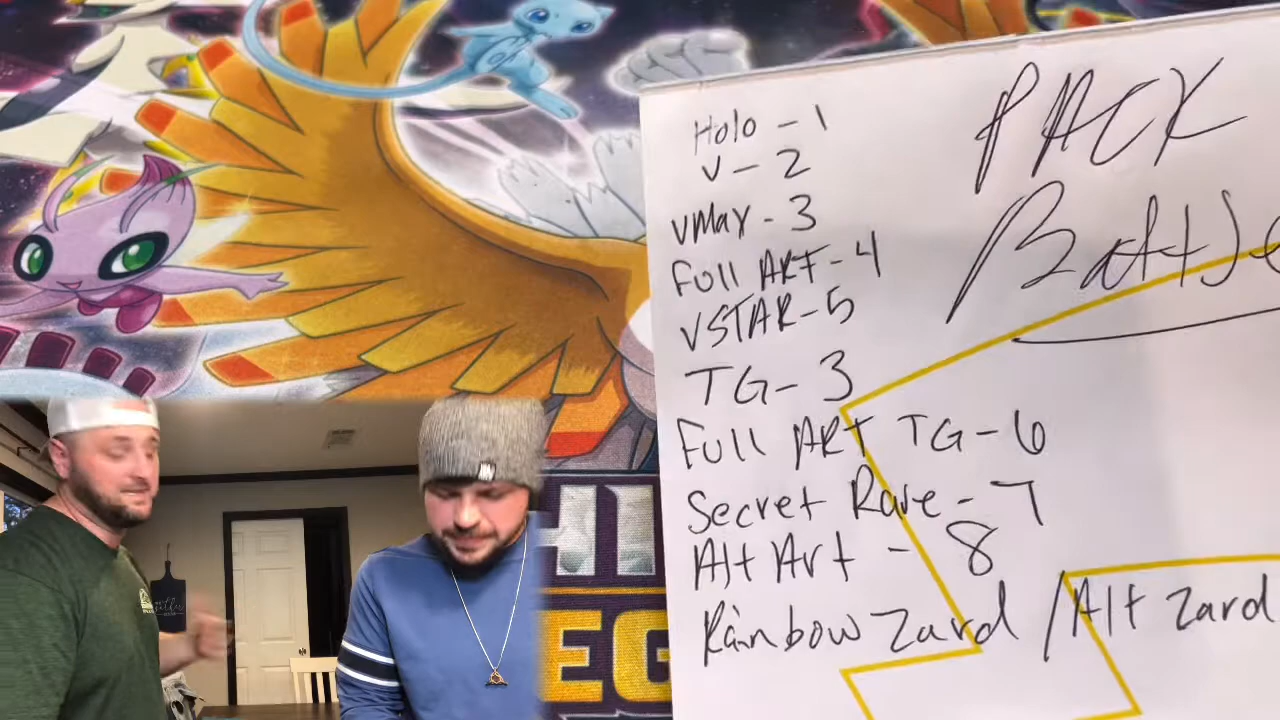 PACK
Battle
Holo - 1
V - 2
VMax - 3
Full ART - 4
VSTAR - 5
TG - 3
Full ART TG - 6
Secret Rare - 7
Alt Art - 8
Rainbow Zard / Alt Zard